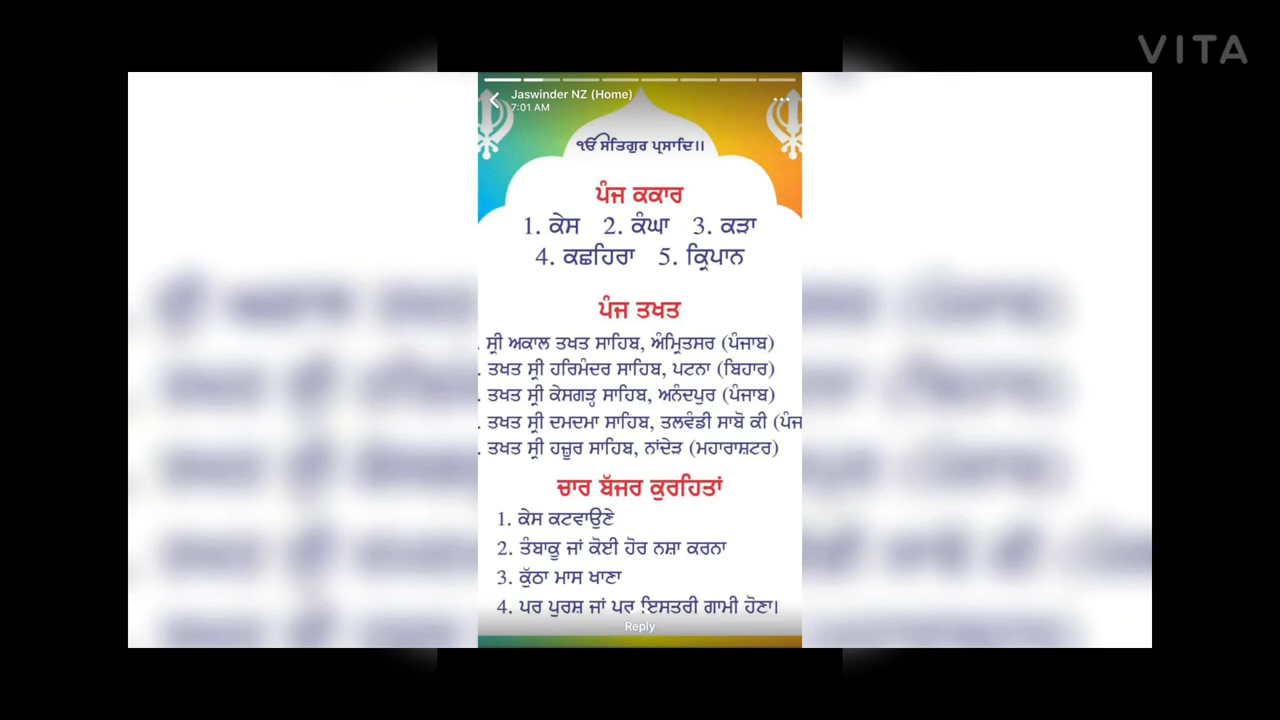 VITA
Jaswinder NZ (Home)
7:01 AM
ੴ ਸਤਿਗੁਰ ਪ੍ਰਸਾਦਿ।।
ਪੰਜ ਕਕਾਰ
1. ਕੇਸ 2. ਕੰਘਾ 3. ਕੜਾ
4. ਕਛਹਿਰਾ 5. ਕ੍ਰਿਪਾਨ
ਪੰਜ ਤਖਤ
. ਸ੍ਰੀ ਅਕਾਲ ਤਖਤ ਸਾਹਿਬ, ਅੰਮ੍ਰਿਤਸਰ (ਪੰਜਾਬ)
. ਤਖਤ ਸ੍ਰੀ ਹਰਿਮੰਦਰ ਸਾਹਿਬ, ਪਟਨਾ (ਬਿਹਾਰ)
. ਤਖਤ ਸ੍ਰੀ ਕੇਸਗੜ੍ਹ ਸਾਹਿਬ, ਅਨੰਦਪੁਰ (ਪੰਜਾਬ)
. ਤਖਤ ਸ੍ਰੀ ਦਮਦਮਾ ਸਾਹਿਬ, ਤਲਵੰਡੀ ਸਾਬੋ ਕੀ (ਪੰਜ
. ਤਖਤ ਸ੍ਰੀ ਹਜ਼ੂਰ ਸਾਹਿਬ, ਨਾਂਦੇੜ (ਮਹਾਰਾਸ਼ਟਰ)
ਚਾਰ ਬੱਜਰ ਕੁਰਹਿਤਾਂ
1. ਕੇਸ ਕਟਵਾਉਣੇ
2. ਤੰਬਾਕੂ ਜਾਂ ਕੋਈ ਹੋਰ ਨਸ਼ਾ ਕਰਨਾ
3. ਕੁੱਠਾ ਮਾਸ ਖਾਣਾ
4. ਪਰ ਪੁਰਸ਼ ਜਾਂ ਪਰ ਇਸਤਰੀ ਗਾਮੀ ਹੋਣਾ।
Reply